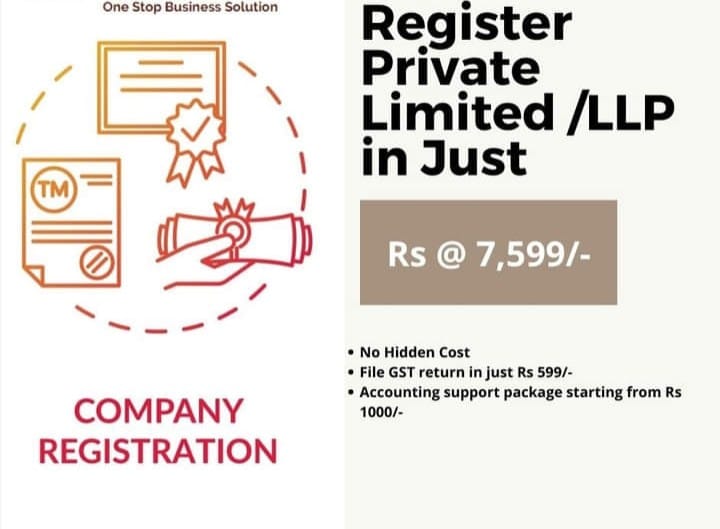 One Stop Business Solution
TM
COMPANY
REGISTRATION
Register
Private
Limited /LLP
in Just
Rs @ 7,599/-
• No Hidden Cost
• File GST return in just Rs 599/-
• Accounting support package starting from Rs
1000/-